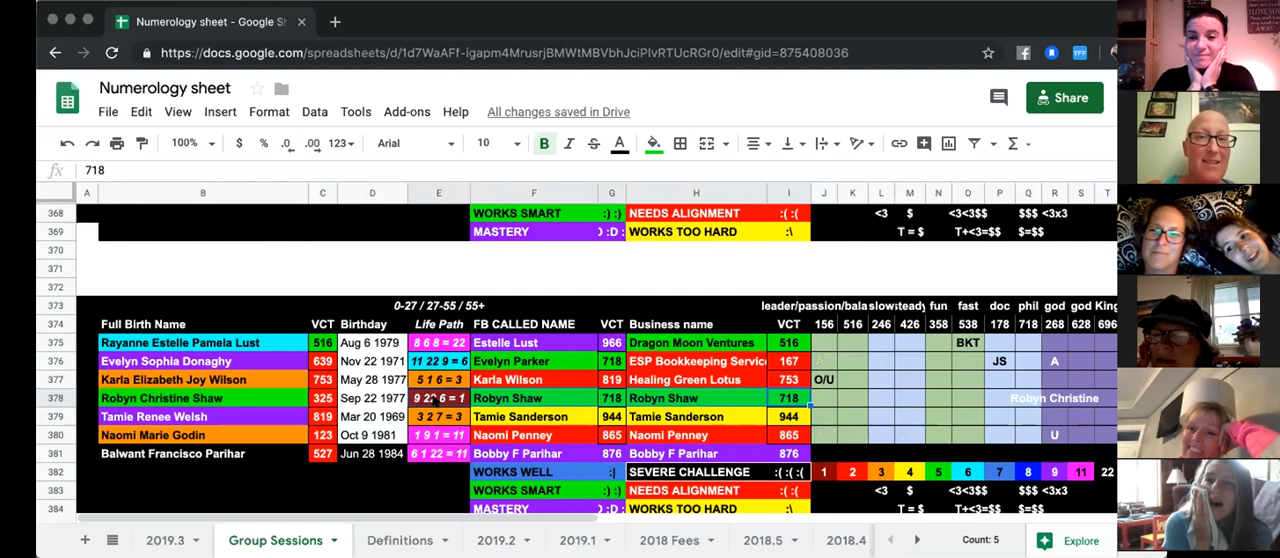 Numerology sheet - Google Sh
https://docs.google.com/spreadsheets/d/1d7WaAFf-igapm4MrusrjBMWtMBVbhJciPlvRTUcRGr0/edit#gid=875408036
Numerology sheet
File Edit View Insert Format Data Tools Add-ons Help All changes saved in Drive
Share
100% $ % .0 .00 123 Arial 10 B I S A
fx 718
A B C D E F G H I J K L M N O P Q R S T
368 WORKS SMART :) :) NEEDS ALIGNMENT :( :( <3 $ <3<3$$ $$$ <3x3
369 MASTERY :D : WORKS TOO HARD :\ T = $ T+<3=$$ $=$$
370
371
372
373 0-27 / 27-55 / 55+ leader/passion/bala slow steady fun fast doc phil god god King
374 Full Birth Name VCT Birthday Life Path FB CALLED NAME VCT Business name VCT 156 516 246 426 358 538 178 718 268 628 696
375 Rayanne Estelle Pamela Lust 516 Aug 6 1979 8 6 8 = 22 Estelle Lust 966 Dragon Moon Ventures 516 BKT
376 Evelyn Sophia Donaghy 639 Nov 22 1971 11 22 9 = 6 Evelyn Parker 718 ESP Bookkeeping Servic 167 JS A
377 Karla Elizabeth Joy Wilson 753 May 28 1977 5 1 6 = 3 Karla Wilson 819 Healing Green Lotus 753 O/U
378 Robyn Christine Shaw 325 Sep 22 1977 9 22 6 = 1 Robyn Shaw 718 Robyn Shaw 718 Robyn Christine
379 Tamie Renee Welsh 819 Mar 20 1969 3 2 7 = 3 Tamie Sanderson 944 Tamie Sanderson 944
380 Naomi Marie Godin 123 Oct 9 1981 1 9 1 = 11 Naomi Penney 865 Naomi Penney 865 U
381 Balwant Francisco Parihar 527 Jun 28 1984 6 1 22 = 11 Bobby F Parihar 876 Bobby F Parihar 876
382 WORKS WELL :| SEVERE CHALLENGE :( :( :( 1 2 3 4 5 6 7 8 9 11 22
383 WORKS SMART :) :) NEEDS ALIGNMENT :( :( <3 $ <3<3$$ $$$ <3x3
384 MASTERY :D : WORKS TOO HARD :\ T = $ T+<3=$$ $=$$
2019.3 Group Sessions Definitions 2019.2 2019.1 2018 Fees 2018.5 2018.4 Count: 5 Explore